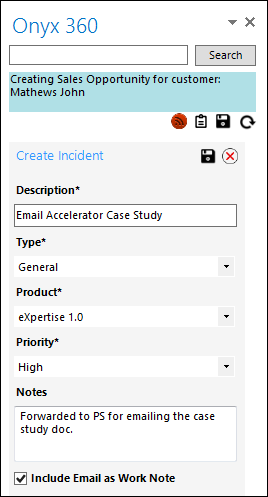 Onyx 360
Search
Creating Sales Opportunity for customer:
Mathews John
Create Incident
Description*
Email Accelerator Case Study
Type*
General
Product*
eXpertise 1.0
Priority*
High
Notes
Forwarded to PS for emailing the case
study doc.
Include Email as Work Note